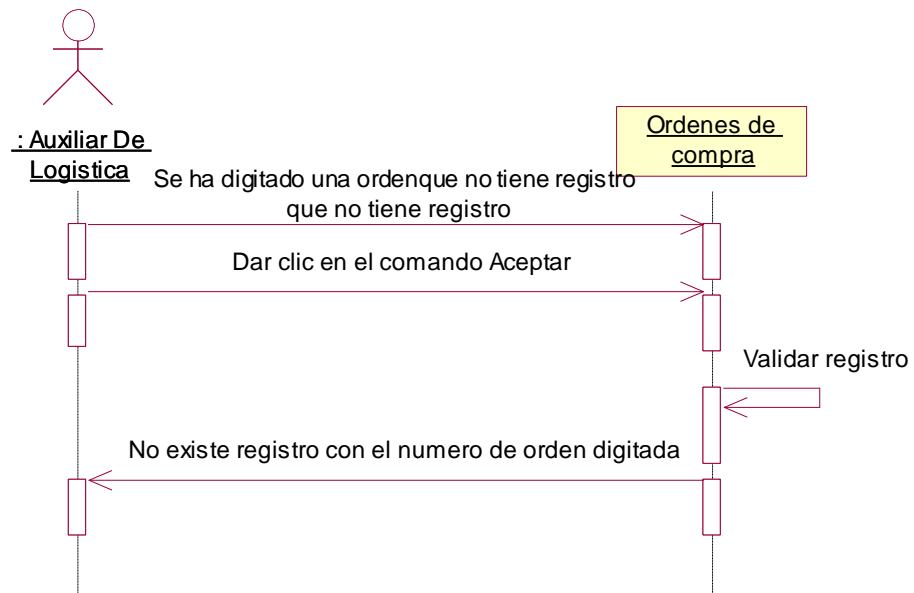 : Auxiliar De
Logistica
Ordenes de
compra
Se ha digitado una ordenque no tiene registro
que no tiene registro
Dar clic en el comando Aceptar
Validar registro
No existe registro con el numero de orden digitada